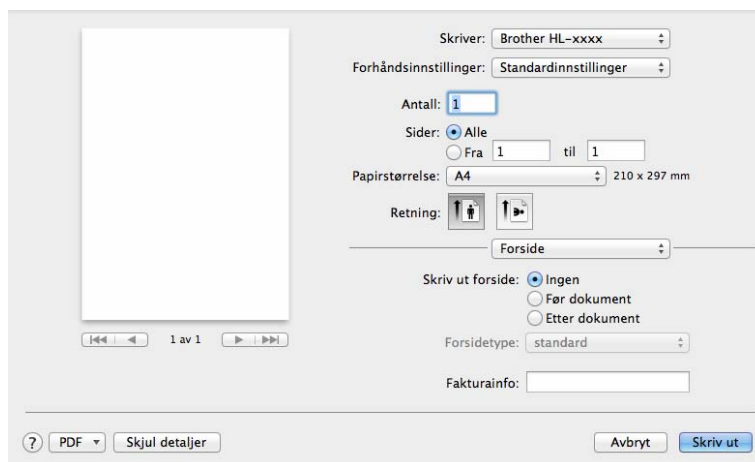 Skriver: Brother HL-xxxx
Forhåndsinnstillinger: Standardinnstillinger
Antall: 1
Sider: Alle
Fra 1 til 1
Papirstørrelse: A4 210 x 297 mm
Retning:
Forside
Skriv ut forside: Ingen
Før dokument
Etter dokument
Forsidetype: standard
Fakturainfo:
1 av 1
? PDF Skjul detaljer Avbryt Skriv ut